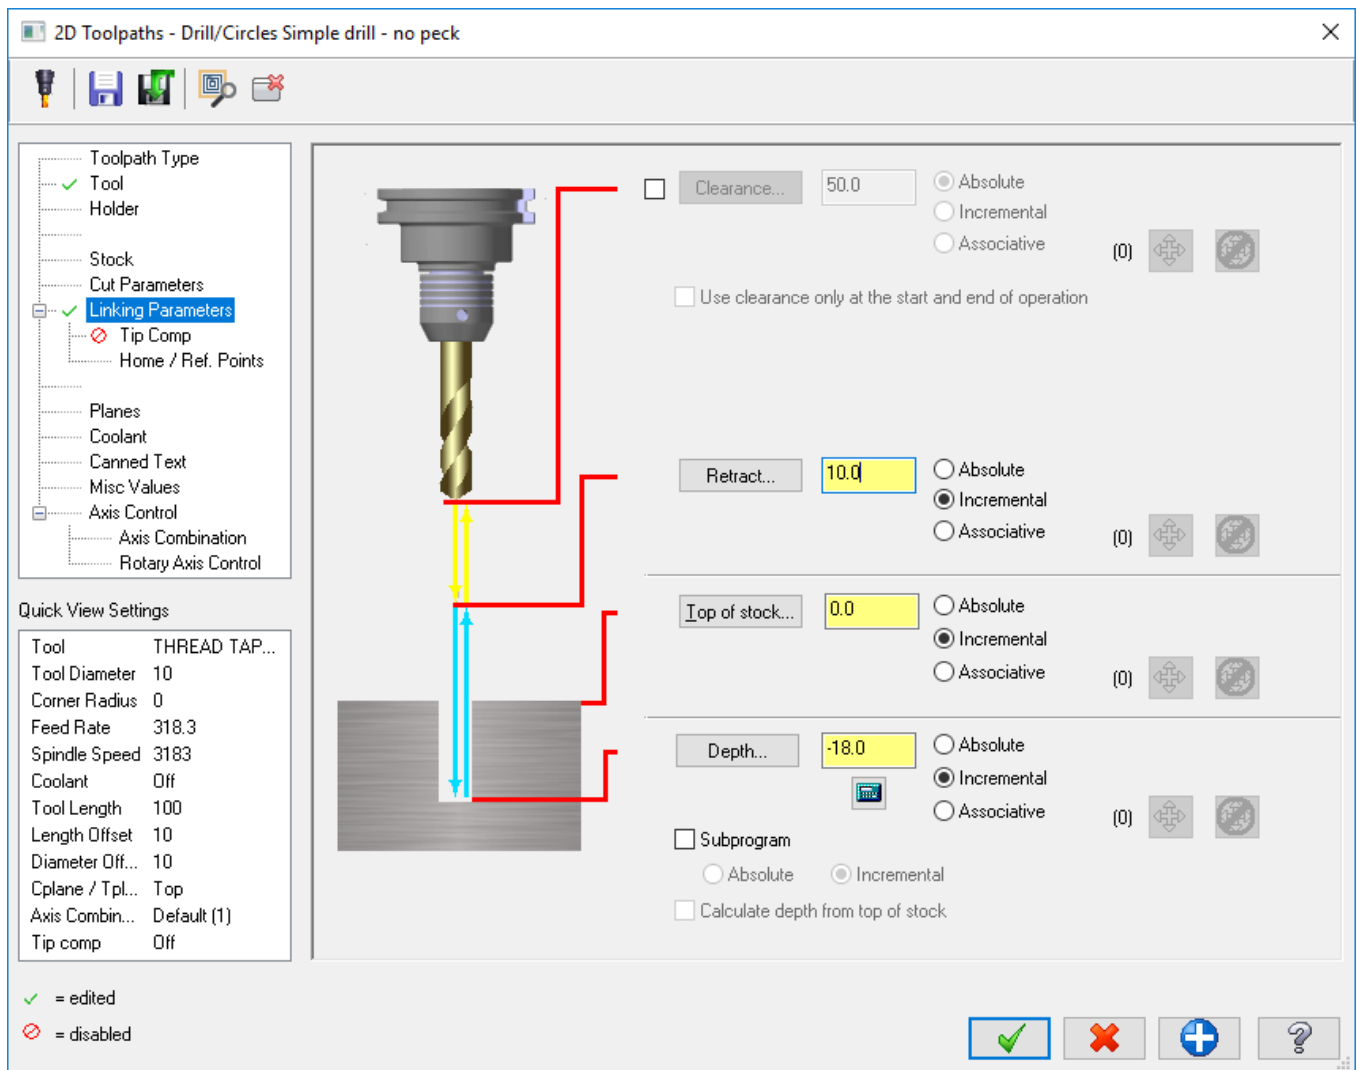 2D Toolpaths - Drill/Circles Simple drill - no peck
Toolpath Type
Tool
Holder
Stock
Cut Parameters
Linking Parameters
Tip Comp
Home / Ref. Points
Planes
Coolant
Canned Text
Misc Values
Axis Control
Axis Combination
Rotary Axis Control
Quick View Settings
Tool THREAD TAP...
Tool Diameter 10
Corner Radius 0
Feed Rate 318.3
Spindle Speed 3183
Coolant Off
Tool Length 100
Length Offset 10
Diameter Off... 10
Cplane / Tpl... Top
Axis Combin... Default (1)
Tip comp Off
= edited
= disabled
Clearance... 50.0 Absolute
Incremental
Associative (0)
Use clearance only at the start and end of operation
Retract... 10.0 Absolute
Incremental
Associative (0)
Top of stock... 0.0 Absolute
Incremental
Associative (0)
Depth... -18.0 Absolute
Incremental
Associative (0)
Subprogram
Absolute Incremental
Calculate depth from top of stock